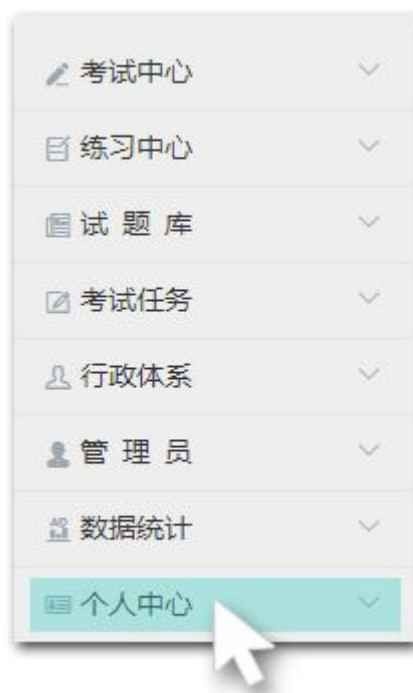 考试中心
练习中心
试 题 库
考试任务
行政体系
管 理 员
数据统计
个人中心